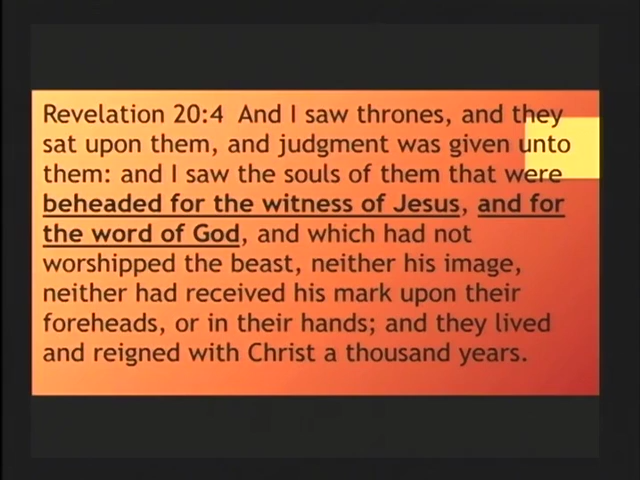 Revelation 20:4 And I saw thrones, and they
sat upon them, and judgment was given unto
them: and I saw the souls of them that were
beheaded for the witness of Jesus, and for
the word of God, and which had not
worshipped the beast, neither his image,
neither had received his mark upon their
foreheads, or in their hands; and they lived
and reigned with Christ a thousand years.